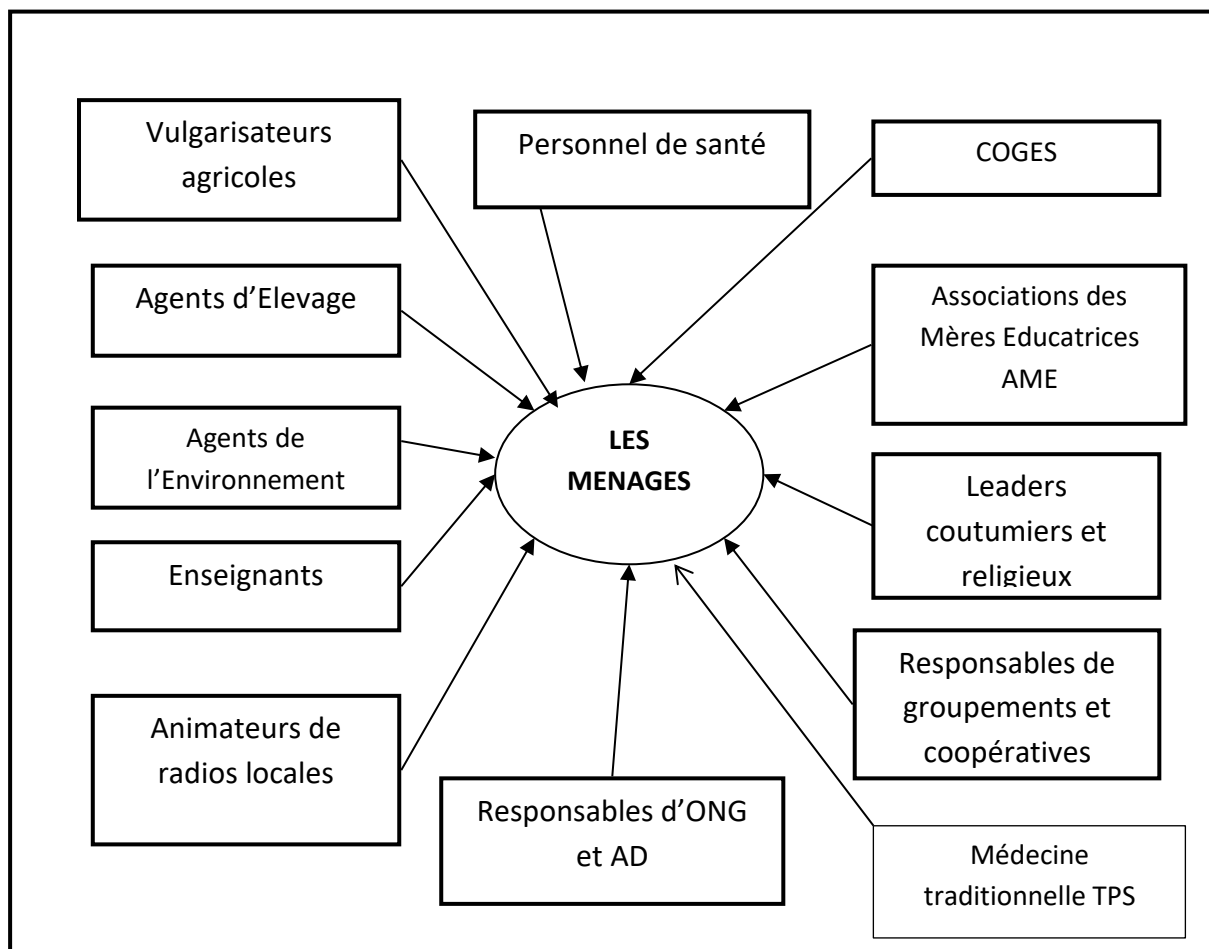 Vulgarisateurs
agricoles
Personnel de santé
COGES
Agents d’Elevage
Associations des
Mères Educatrices
AME
Agents de
l’Environnement
LES
MENAGES
Leaders
coutumiers et
religieux
Enseignants
Responsables de
groupements et
coopératives
Animateurs de
radios locales
Responsables d’ONG
et AD
Médecine
traditionnelle TPS